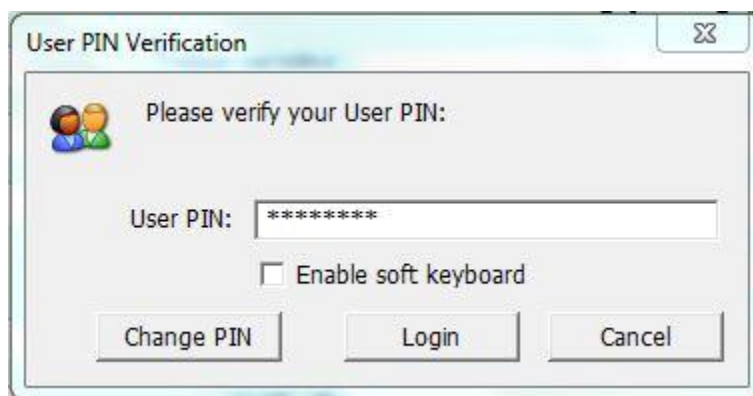 User PIN Verification
Please verify your User PIN:
User PIN: ********
Enable soft keyboard
Change PIN Login Cancel